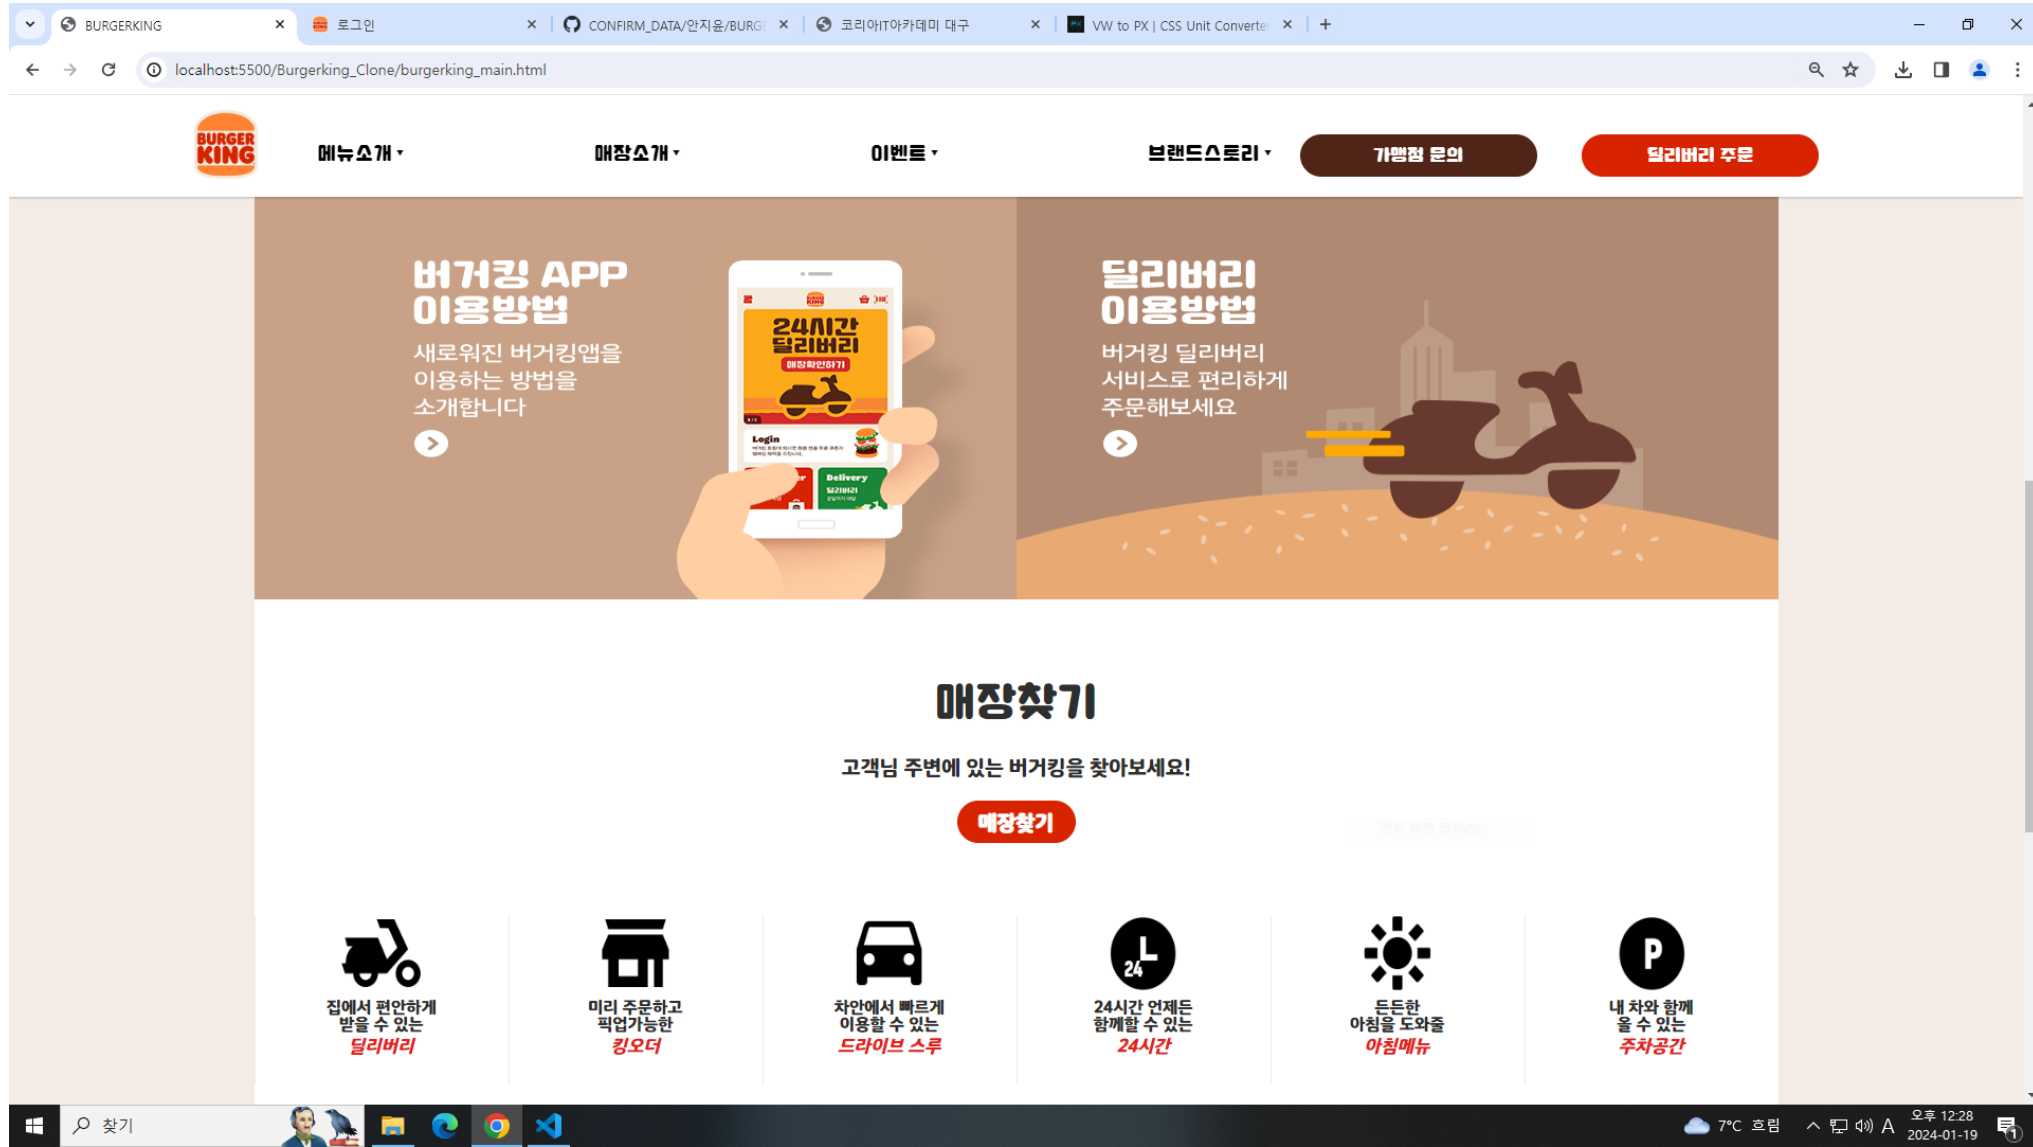 BURGERKING
로그인
CONFIRM_DATA/안지윤/BURG
코리아IT아카데미 대구
VW to PX | CSS Unit Converte
localhost:5500/Burgerking_Clone/burgerking_main.html
BURGER
KING
메뉴소개
매장소개
이벤트
브랜드스토리
가맹점 문의
딜리버리 주문
버거킹 APP
이용방법
새로워진 버거킹앱을
이용하는 방법을
소개합니다
24시간
딜리버리
매장확인하기
Login
Delivery
딜리버리
딜리버리
이용방법
버거킹 딜리버리
서비스로 편리하게
주문해보세요
매장찾기
고객님 주변에 있는 버거킹을 찾아보세요!
매장찾기
집에서 편안하게
받을 수 있는
딜리버리
미리 주문하고
픽업가능한
킹오더
차안에서 빠르게
이용할 수 있는
드라이브 스루
24
24시간 언제든
함께할 수 있는
24시간
든든한
아침을 도와줄
아침메뉴
P
내 차와 함께
올 수 있는
주차공간
찾기
7°C 흐림
A
오후 12:28
2024-01-19
1